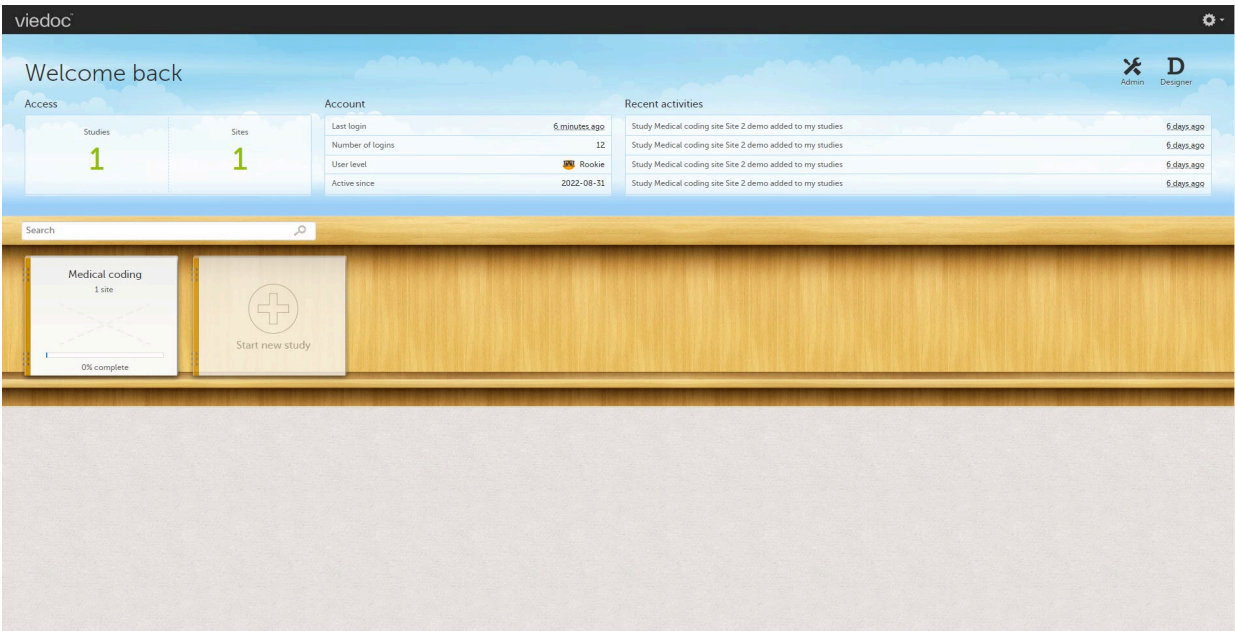 viedoc
Welcome back
Admin
Designer
Access
Studies
1
Sites
1
Account
Last login 6 minutes ago
Number of logins 12
User level Rookie
Active since 2022-08-31
Recent activities
Study Medical coding site Site 2 demo added to my studies 6 days ago
Study Medical coding site Site 2 demo added to my studies 6 days ago
Study Medical coding site Site 2 demo added to my studies 6 days ago
Study Medical coding site Site 2 demo added to my studies 6 days ago
Search
Medical coding
1 site
0% complete
Start new study